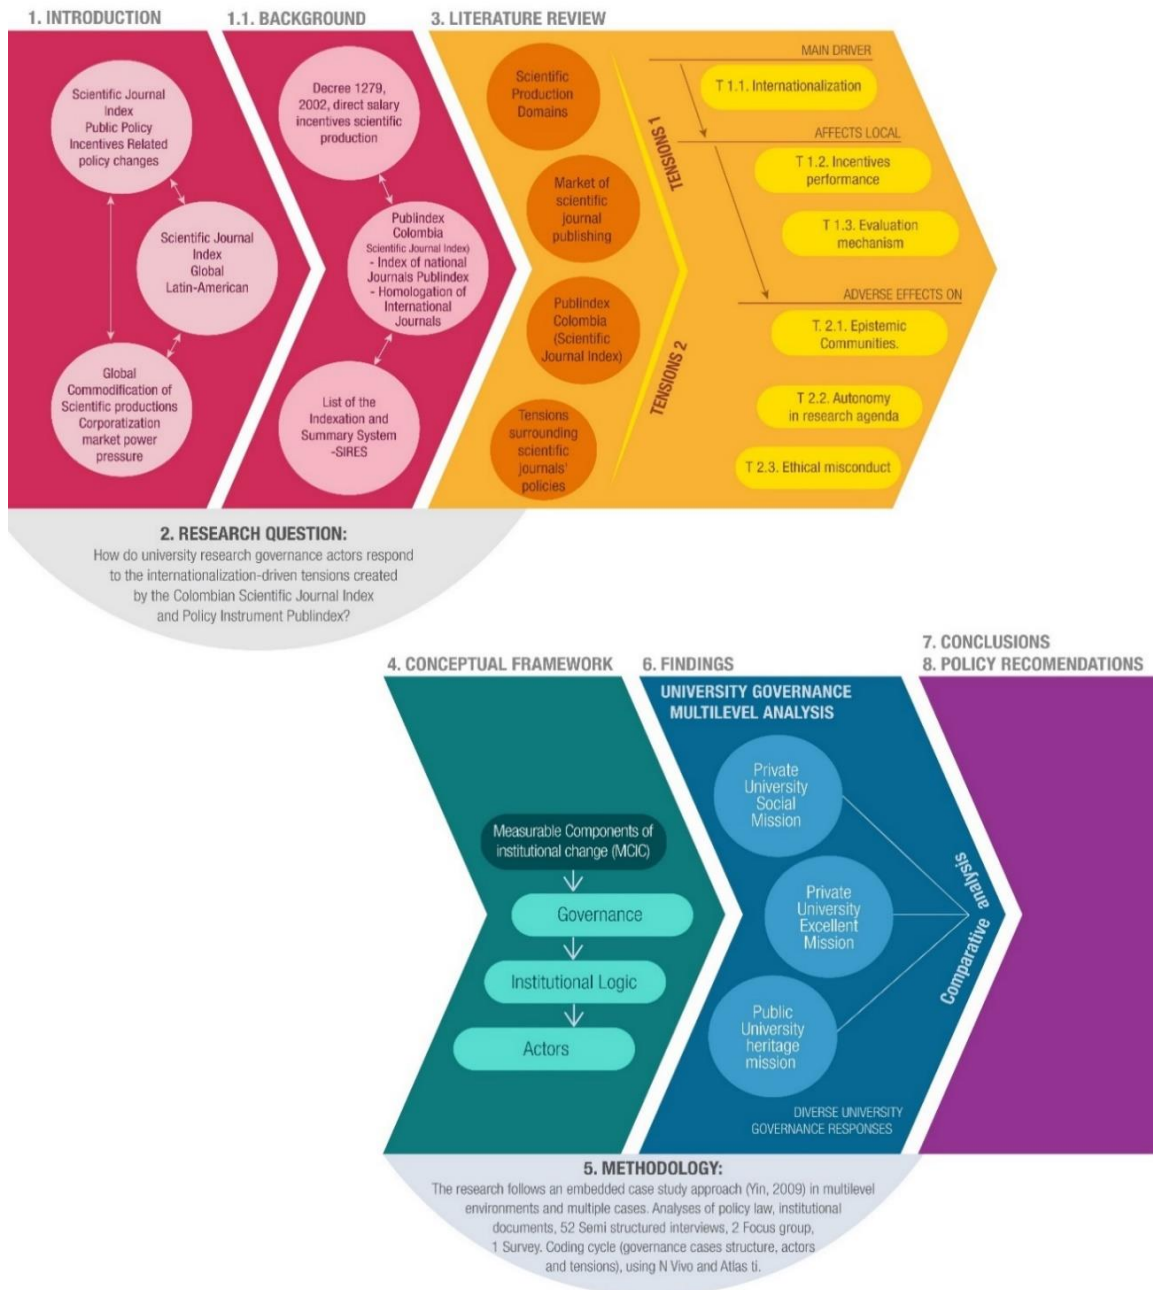 1. INTRODUCTION
1.1. BACKGROUND
3. LITERATURE REVIEW
Scientific Journal
Index
Public Policy
Incentives Related
policy changes
Scientific Journal
Index
Global
Latin-American
Global
Commodification of
Scientific productions
Corporatization
market power
pressure
Decree 1279,
2002, direct salary
incentives scientific
production
Publindex
Colombia
Scientific Journal Index)
- Index of national
Journals Publindex
- Homologation of
International
Journals
List of the
Indexation and
Summary System
-SIRES
Scientific
Production
Domains
Market of
scientific
journal
publishing
Publindex
Colombia
(Scientific
Journal Index)
Tensions
surrounding
scientific
journals'
policies
TENSIONS 1
TENSIONS 2
MAIN DRIVER
T 1.1. Internationalization
AFFECTS LOCAL
T 1.2. Incentives
performance
T 1.3. Evaluation
mechanism
ADVERSE EFFECTS ON
T. 2.1. Epistemic
Communities.
T 2.2. Autonomy
in research agenda
T 2.3. Ethical misconduct
2. RESEARCH QUESTION:
How do university research governance actors respond
to the internationalization-driven tensions created
by the Colombian Scientific Journal Index
and Policy Instrument Publindex?
4. CONCEPTUAL FRAMEWORK
6. FINDINGS
7. CONCLUSIONS
8. POLICY RECOMENDATIONS
Measurable Components of
institutional change (MCIC)
Governance
Institutional Logic
Actors
UNIVERSITY GOVERNANCE
MULTILEVEL ANALYSIS
Private
University
Social
Mission
Private
University
Excellent
Mission
Public
University
heritage
mission
Comparative analysis
DIVERSE UNIVERSITY
GOVERNANCE RESPONSES
5. METHODOLOGY:
The research follows an embedded case study approach (Yin, 2009) in multilevel
environments and multiple cases. Analyses of policy law, institutional
documents, 52 Semi structured interviews, 2 Focus group,
1 Survey. Coding cycle (governance cases structure, actors
and tensions), using N Vivo and Atlas ti.